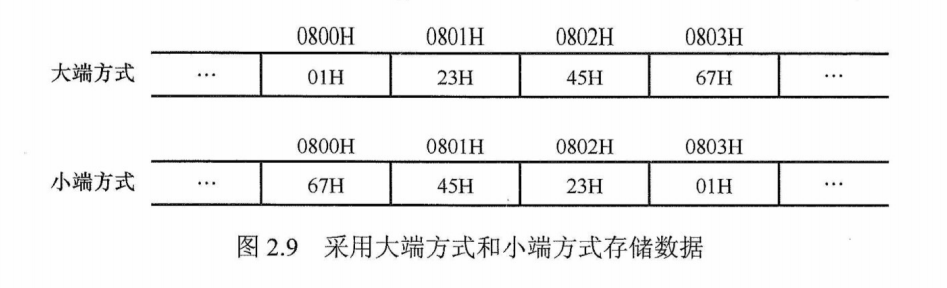 0800H 0801H 0802H 0803H
大端方式 … 01H 23H 45H 67H …
0800H 0801H 0802H 0803H
小端方式 … 67H 45H 23H 01H …
图 2.9 采用大端方式和小端方式存储数据